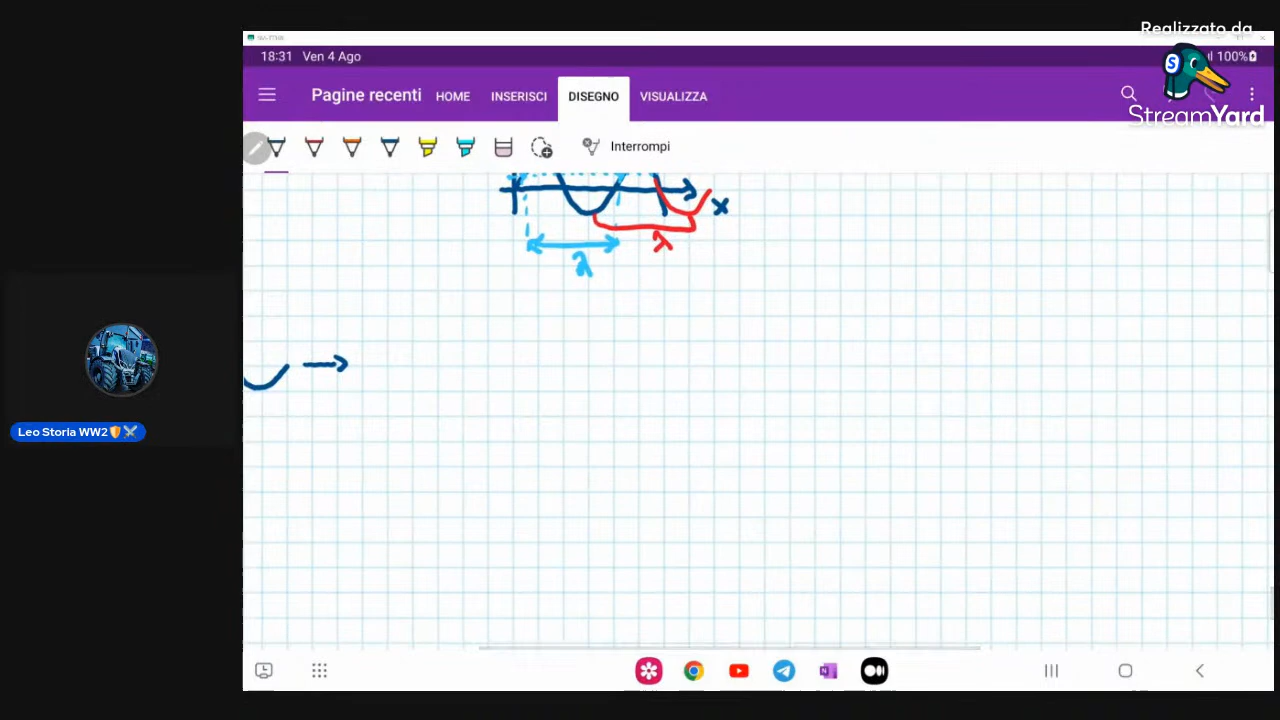 Realizzato da
StreamYard
18:31 Ven 4 Ago
100%
Pagine recenti
HOME
INSERISCI
DISEGNO
VISUALIZZA
Interrompi
x
λ
λ
Leo Storia WW2